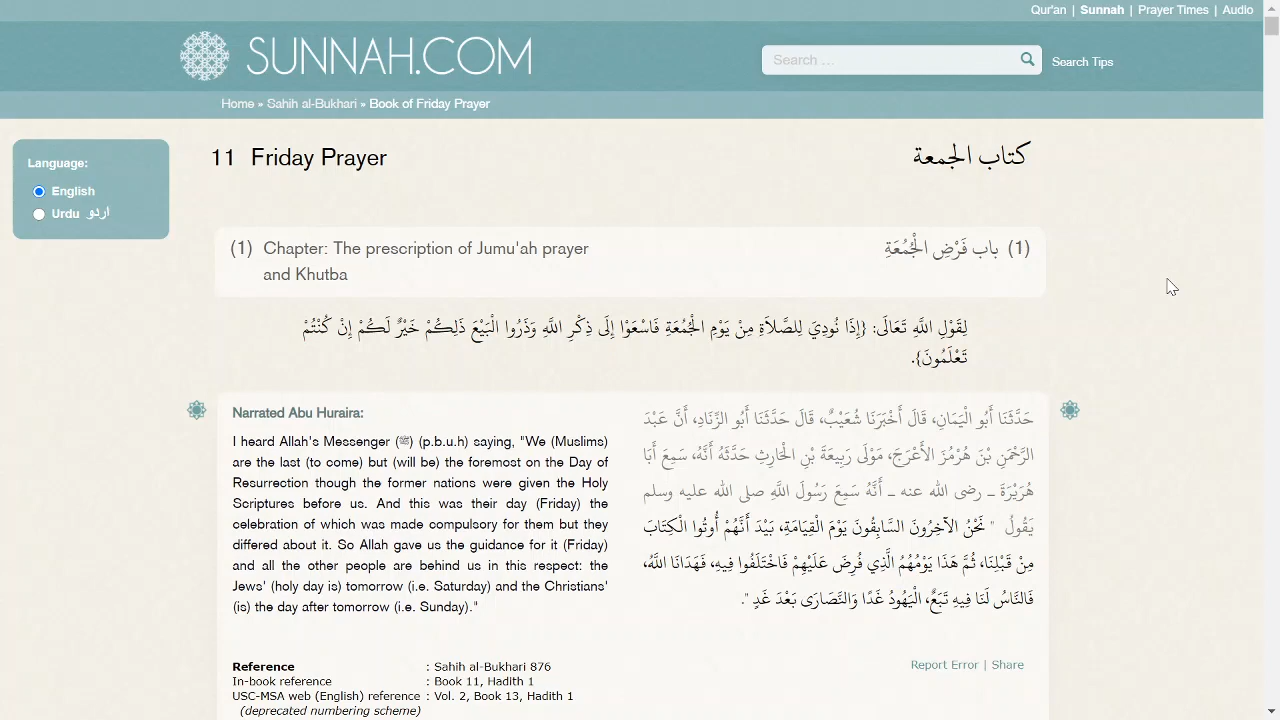 Qur'an | Sunnah | Prayer Times | Audio
SUNNAH.COM
Search …
Search Tips
Home » Sahih al-Bukhari » Book of Friday Prayer
Language:
English
Urdu اردو
11 Friday Prayer
كتاب الجمعة
(1) Chapter: The prescription of Jumu'ah prayer
and Khutba
(1) باب فَرْضِ الْجُمُعَةِ
لِقَوْلِ اللَّهِ تَعَالَى: {إِذَا نُودِيَ لِلصَّلاَةِ مِنْ يَوْمِ الْجُمُعَةِ فَاسْعَوْا إِلَى ذِكْرِ اللَّهِ وَذَرُوا الْبَيْعَ ذَلِكُمْ خَيْرٌ لَكُمْ إِنْ كُنْتُمْ
تَعْلَمُونَ}.
Narrated Abu Huraira:
I heard Allah's Messenger (ﷺ) (p.b.u.h) saying, "We (Muslims)
are the last (to come) but (will be) the foremost on the Day of
Resurrection though the former nations were given the Holy
Scriptures before us. And this was their day (Friday) the
celebration of which was made compulsory for them but they
differed about it. So Allah gave us the guidance for it (Friday)
and all the other people are behind us in this respect: the
Jews' (holy day is) tomorrow (i.e. Saturday) and the Christians'
(is) the day after tomorrow (i.e. Sunday)."
حَدَّثَنَا أَبُو الْيَمَانِ، قَالَ أَخْبَرَنَا شُعَيْبٌ، قَالَ حَدَّثَنَا أَبُو الزِّنَادِ، أَنَّ عَبْدَ
الرَّحْمَنِ بْنَ هُرْمُزَ الأَعْرَجَ، مَوْلَى رَبِيعَةَ بْنِ الْحَارِثِ حَدَّثَهُ أَنَّهُ، سَمِعَ أَبَا
هُرَيْرَةَ ـ رضى الله عنه ـ أَنَّهُ سَمِعَ رَسُولَ اللَّهِ صلى الله عليه وسلم
يَقُولُ " نَحْنُ الآخِرُونَ السَّابِقُونَ يَوْمَ الْقِيَامَةِ، بَيْدَ أَنَّهُمْ أُوتُوا الْكِتَابَ
مِنْ قَبْلِنَا، ثُمَّ هَذَا يَوْمُهُمُ الَّذِي فُرِضَ عَلَيْهِمْ فَاخْتَلَفُوا فِيهِ، فَهَدَانَا اللَّهُ،
فَالنَّاسُ لَنَا فِيهِ تَبَعٌ، الْيَهُودُ غَدًا وَالنَّصَارَى بَعْدَ غَدٍ ".
Reference : Sahih al-Bukhari 876
In-book reference : Book 11, Hadith 1
USC-MSA web (English) reference : Vol. 2, Book 13, Hadith 1
(deprecated numbering scheme)
Report Error | Share